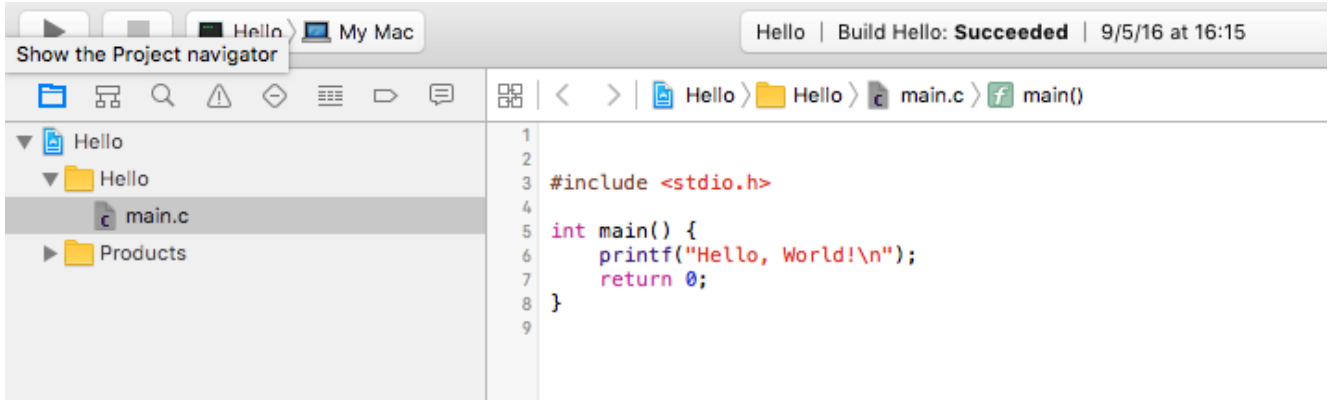 Hello My Mac
Hello | Build Hello: Succeeded | 9/5/16 at 16:15
Show the Project navigator
Hello Hello main.c main()
Hello
Hello
main.c
Products
1
2
3 #include <stdio.h>
4
5 int main() {
6 printf("Hello, World!\n");
7 return 0;
8 }
9